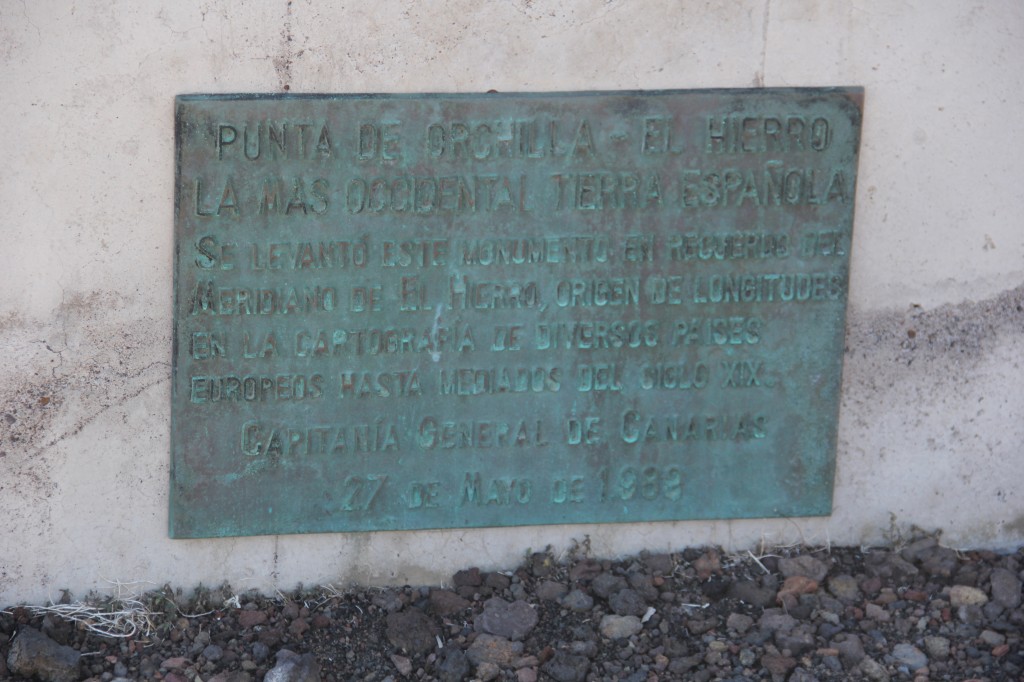 PUNTA DE ORCHILLA - EL HIERRO
LA MAS OCCIDENTAL TIERRA ESPAÑOLA
SE LEVANTÓ ESTE MONUMENTO EN RECUERDO DEL
MERIDIANO DE EL HIERRO, ORIGEN DE LONGITUDES
EN LA CARTOGRAFÍA DE DIVERSOS PAISES
EUROPEOS HASTA MEDIADOS DEL SIGLO XIX.
CAPITANÍA GENERAL DE CANARIAS
27 DE MAYO DE